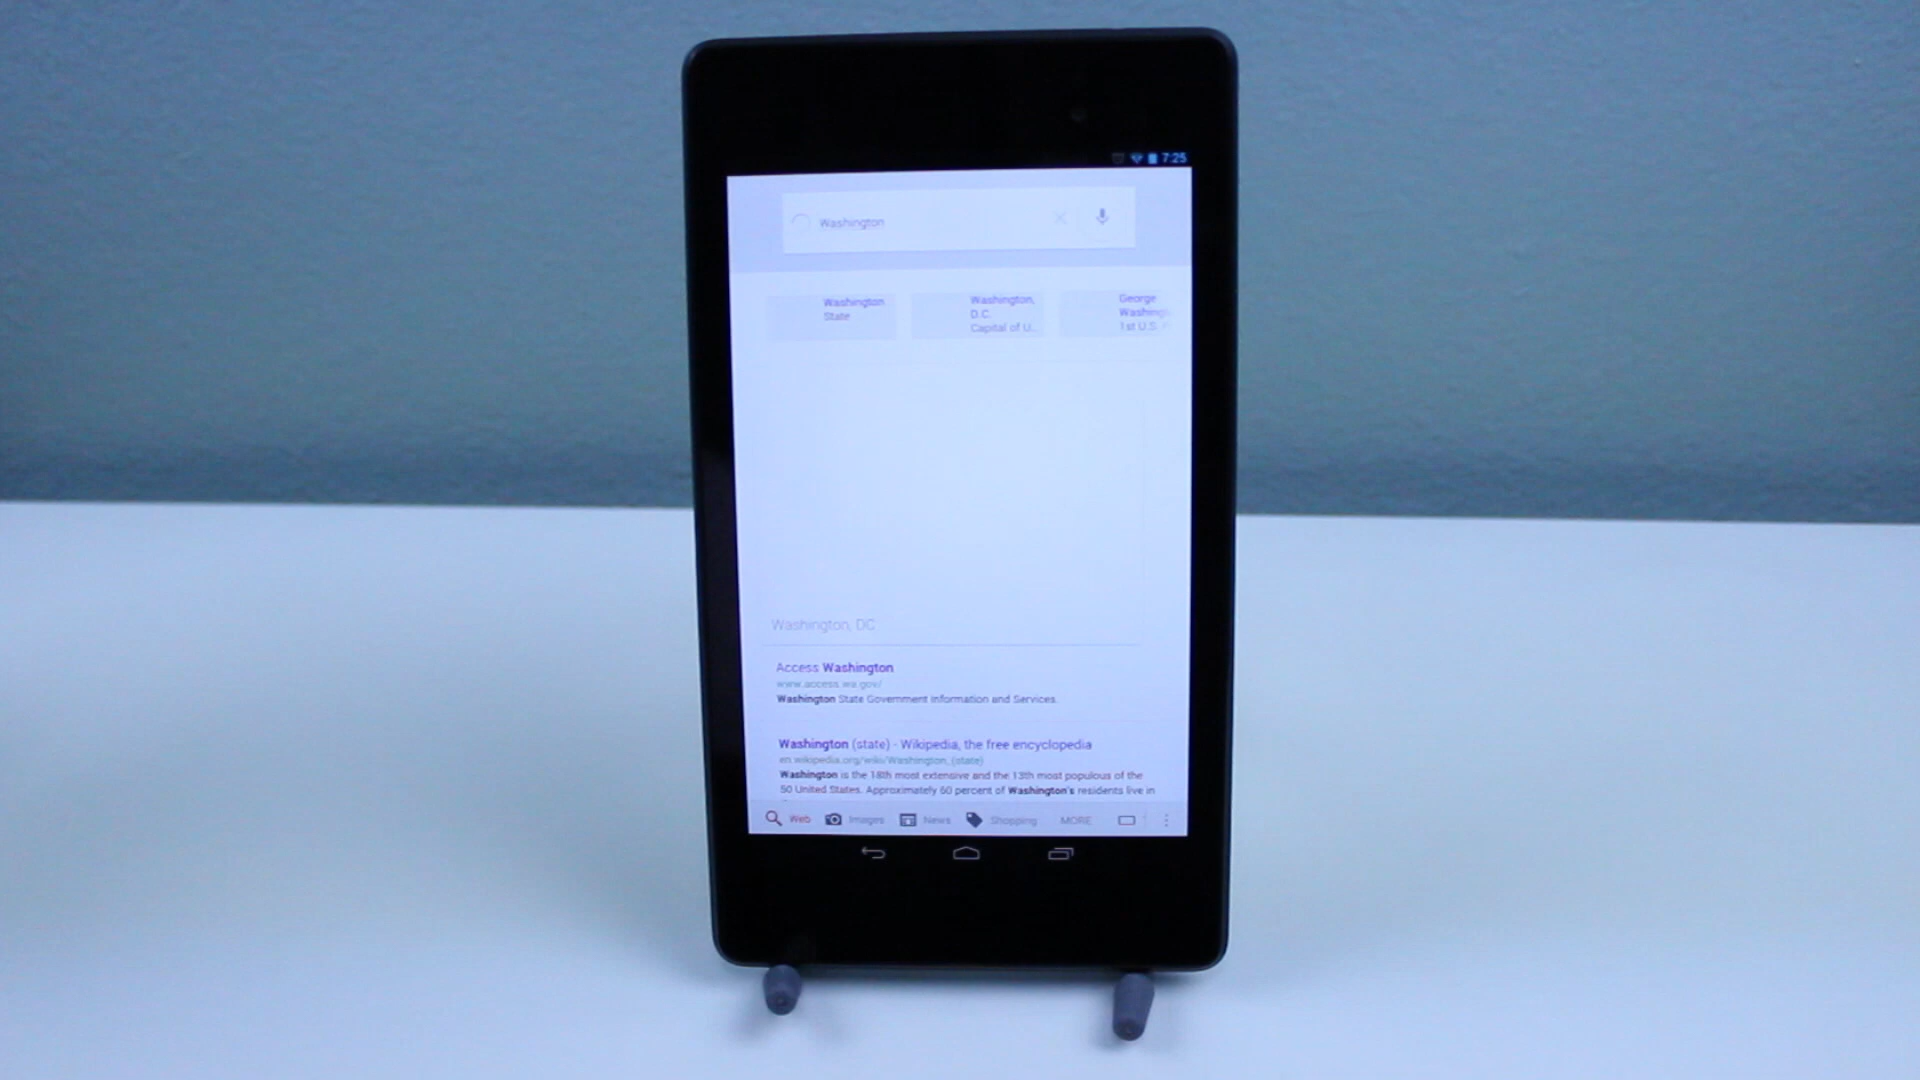 7:25
Washington
Washington
State
Washington,
D.C.
Capital of U...
George
Washing
1st U.S.
Washington, DC
Access Washington
www.access.wa.gov/
Washington State Government Information and Services.
Washington (state) - Wikipedia, the free encyclopedia
en.wikipedia.org/wiki/Washington_(state)
Washington is the 18th most extensive and the 13th most populous of the
50 United States. Approximately 60 percent of Washington's residents live in
Web Images News Shopping MORE